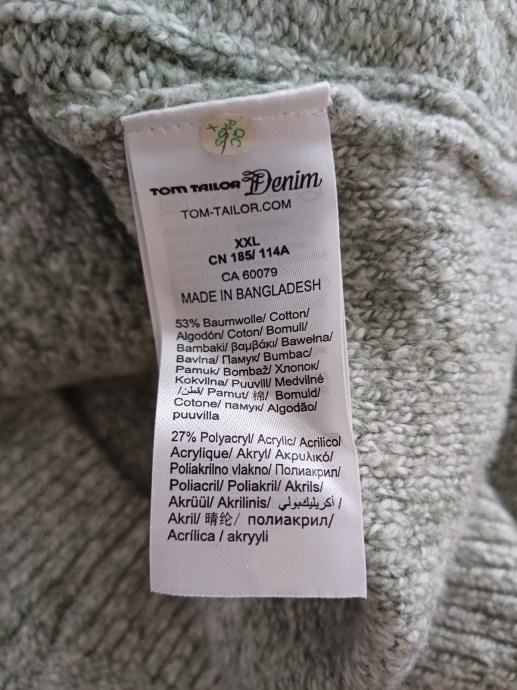 QC
PASS
X
TOM TAILOR Denim
TOM-TAILOR.COM
XXL
CN 185/ 114A
CA 60079
MADE IN BANGLADESH
53% Baumwolle/ Cotton/
Algodón/ Coton/ Bomull/
Bambaki/ βαμβάκι/ Bawełna/
Bavlna/ Памук/ Bumbac/
Pamuk/ Bombaž/ Хлопок/
Kokvilna/ Puuvill/ Medvilnė
/قطن/ Pamut/ 棉/ Bomuld/
Cotone/ памук/ Algodão/
puuvilla
27% Polyacryl/ Acrylic/ Acrilico/
Acrylique/ Akryl/ Ακρυλικό/
Poliakrilno vlakno/ Полиакрил/
Poliacril/ Poliakril/ Akrils/
Akrüül/ Akrilinis/ أكريليكبولي /
Akril/ 晴纶/ полиакрил/
Acrílica / akryyli